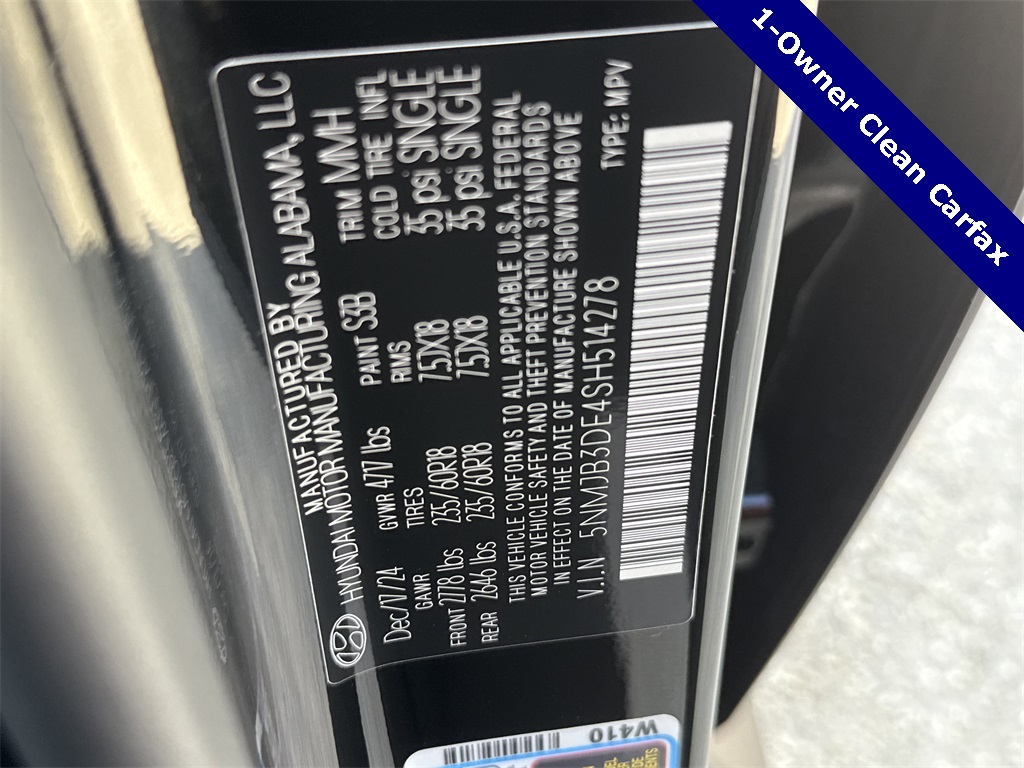 1-Owner Clean Carfax
MANUFACTURED BY
HYUNDAI MOTOR MANUFACTURING ALABAMA, LLC
Dec/17/24 GVWR 4717 lbs PAINT S3B TRIM MMH
GAWR TIRES RIMS COLD TIRE INFL
FRONT 2778 lbs 235/60R18 7.5JX18 35 psi SNGLE
REAR 2646 lbs 235/60R18 7.5JX18 35 psi SNGLE
THIS VEHICLE CONFORMS TO ALL APPLICABLE U.S.A. FEDERAL
MOTOR VEHICLE SAFETY AND THEFT PREVENTION STANDARDS
IN EFFECT ON THE DATE OF MANUFACTURE SHOWN ABOVE
V.I.N 5NMJB3DE4SH514278 TYPE: MPV
W410